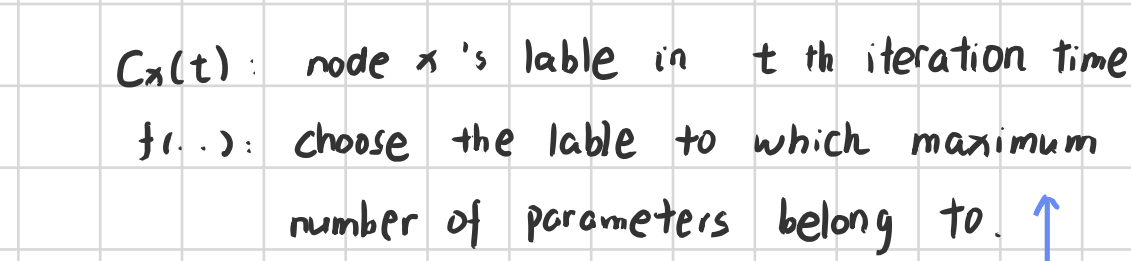 Cx(t): node x's lable in t th iteration time
f(..): choose the lable to which maximum
number of parameters belong to. ↑